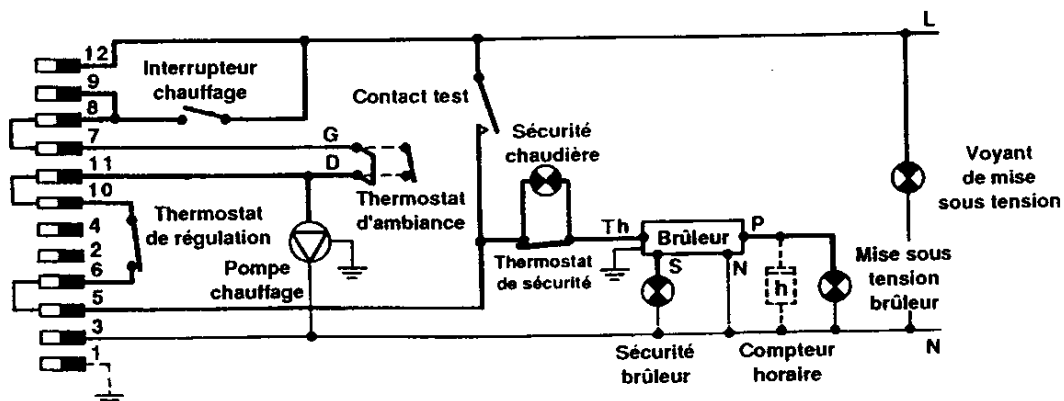 L
12
Interrupteur
chauffage
9
8
Contact test
7
G
Sécurité
chaudière
11
D
Voyant
de mise
sous tension
10
Thermostat
d'ambiance
4
Thermostat
de régulation
2
Th
Brûleur
P
6
Pompe
chauffage
Thermostat
de sécurité
S
N
h
Mise sous
tension
brûleur
5
3
N
1
Sécurité
brûleur
Compteur
horaire